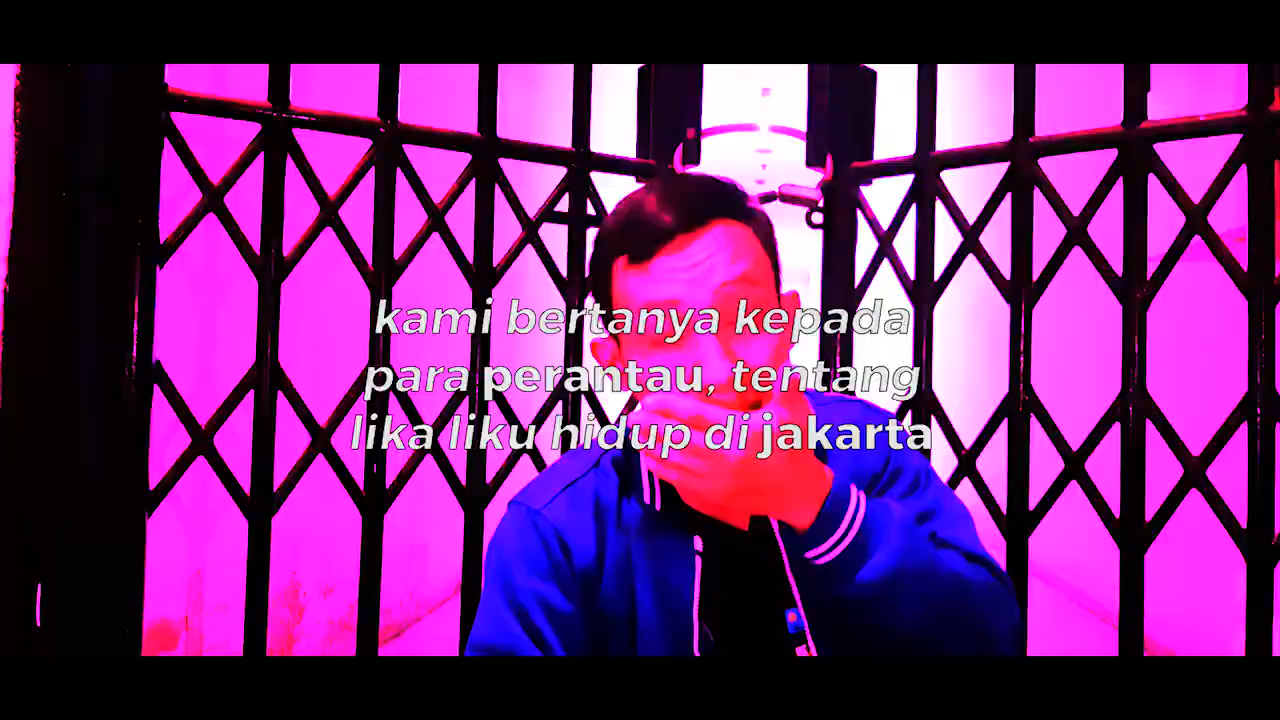 kami bertanya kepada
para perantau, tentang
lika liku hidup di jakarta